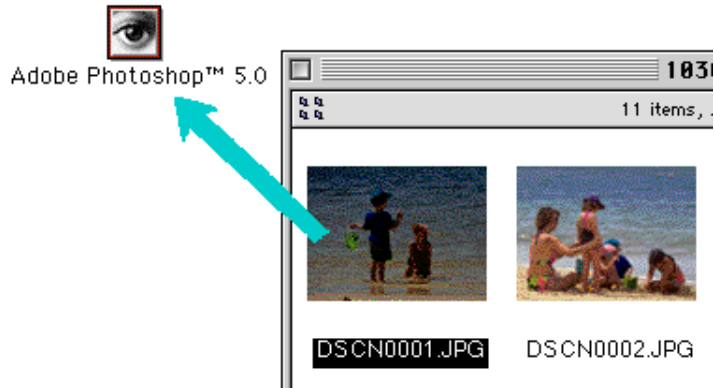 Adobe Photoshop™ 5.0
11 items,
DSCN0001.JPG
DSCN0002.JPG